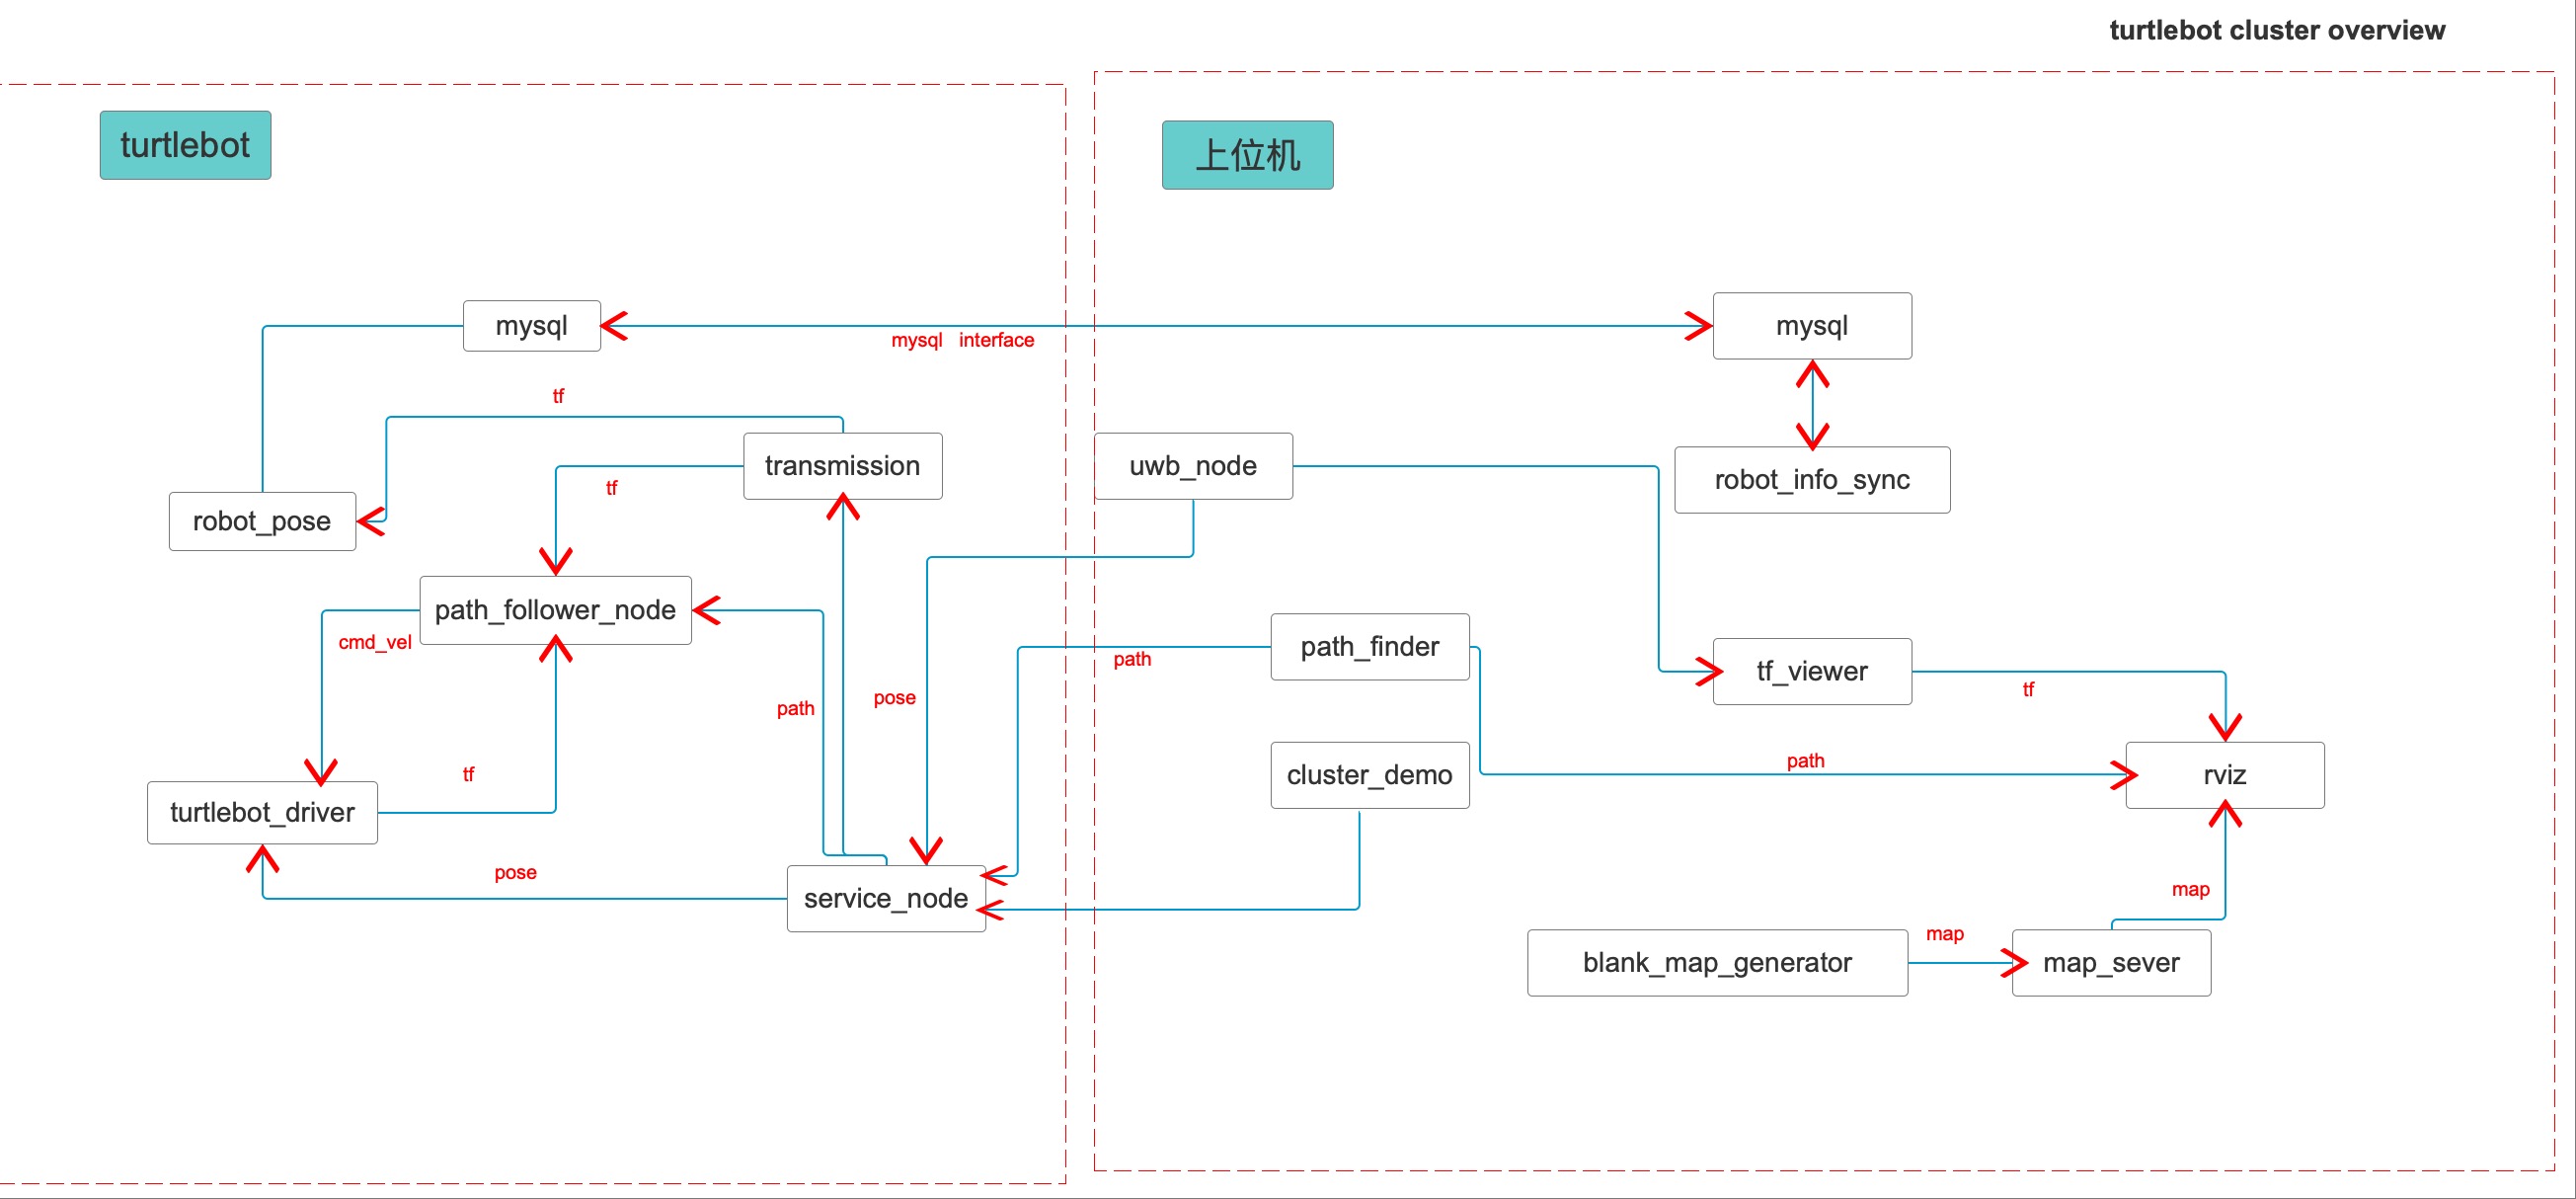 turtlebot cluster overview
turtlebot
上位机
mysql
mysql interface
mysql
tf
transmission
uwb_node
robot_info_sync
tf
robot_pose
path_follower_node
cmd_vel
path_finder
path
tf_viewer
tf
pose
path
path
tf
cluster_demo
rviz
turtlebot_driver
pose
service_node
map
map
blank_map_generator
map_sever